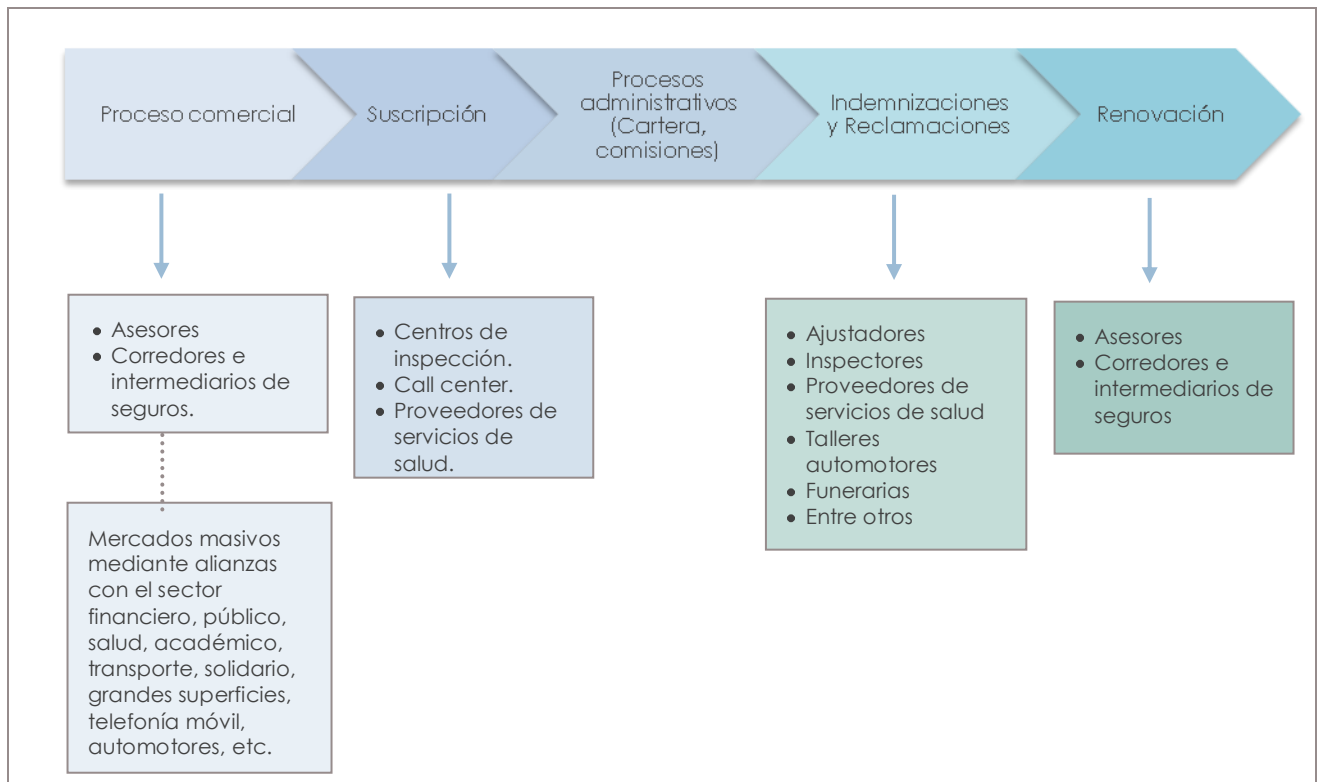 Proceso comercial
Suscripción
Procesos
administrativos
(Cartera,
comisiones)
Indemnizaciones
y Reclamaciones
Renovación
• Asesores
• Corredores e
intermediarios de
seguros.
• Centros de
inspección.
• Call center.
• Proveedores de
servicios de
salud.
• Ajustadores
• Inspectores
• Proveedores de
servicios de salud
• Talleres
automotores
• Funerarias
• Entre otros
• Asesores
• Corredores e
intermediarios de
seguros
Mercados masivos
mediante alianzas
con el sector
financiero, público,
salud, académico,
transporte, solidario,
grandes superficies,
telefonía móvil,
automotores, etc.